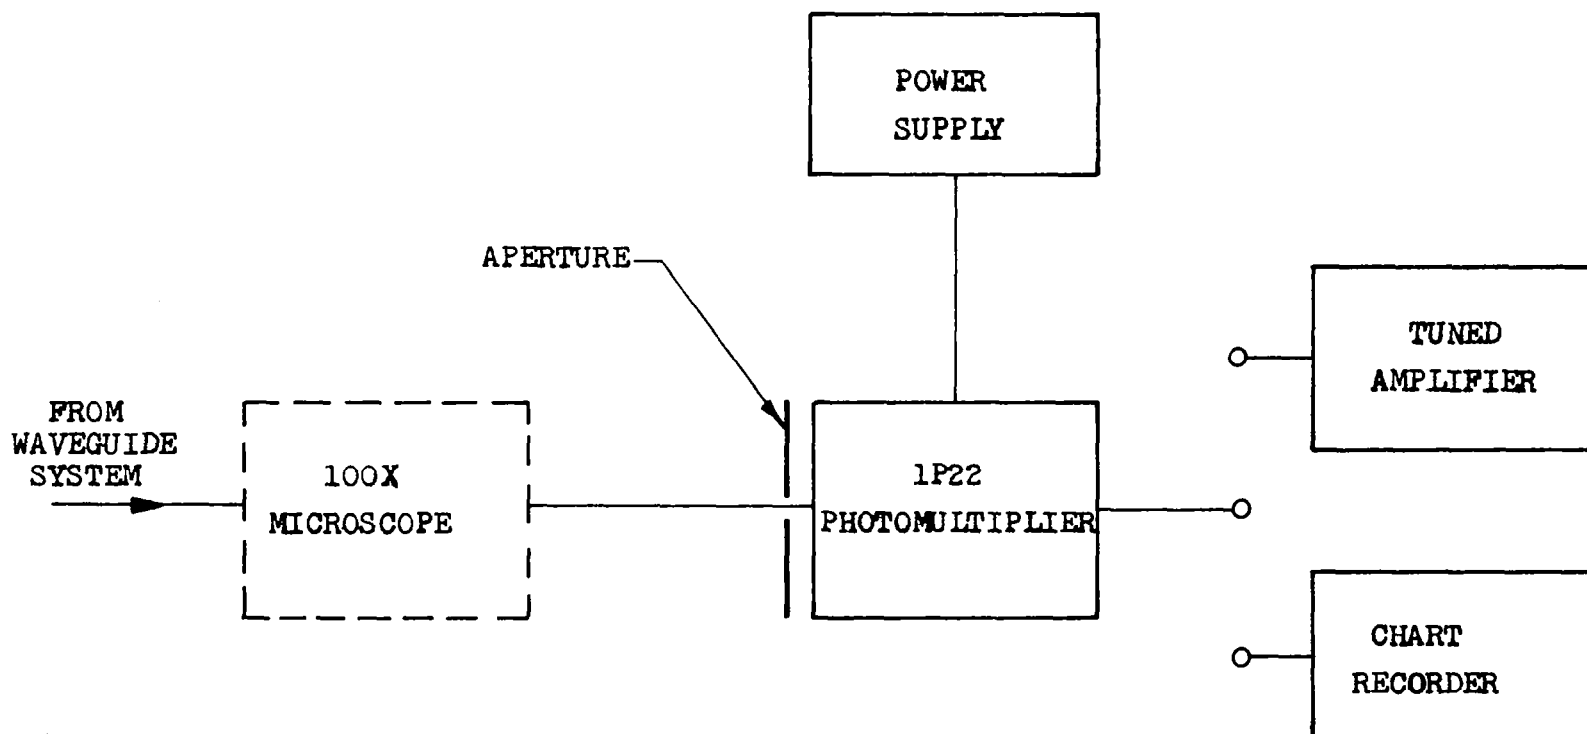 POWER
SUPPLY
APERTURE
TUNED
AMPLIFIER
FROM
WAVEGUIDE
SYSTEM
100X
MICROSCOPE
1P22
PHOTOMULTIPLIER
CHART
RECORDER